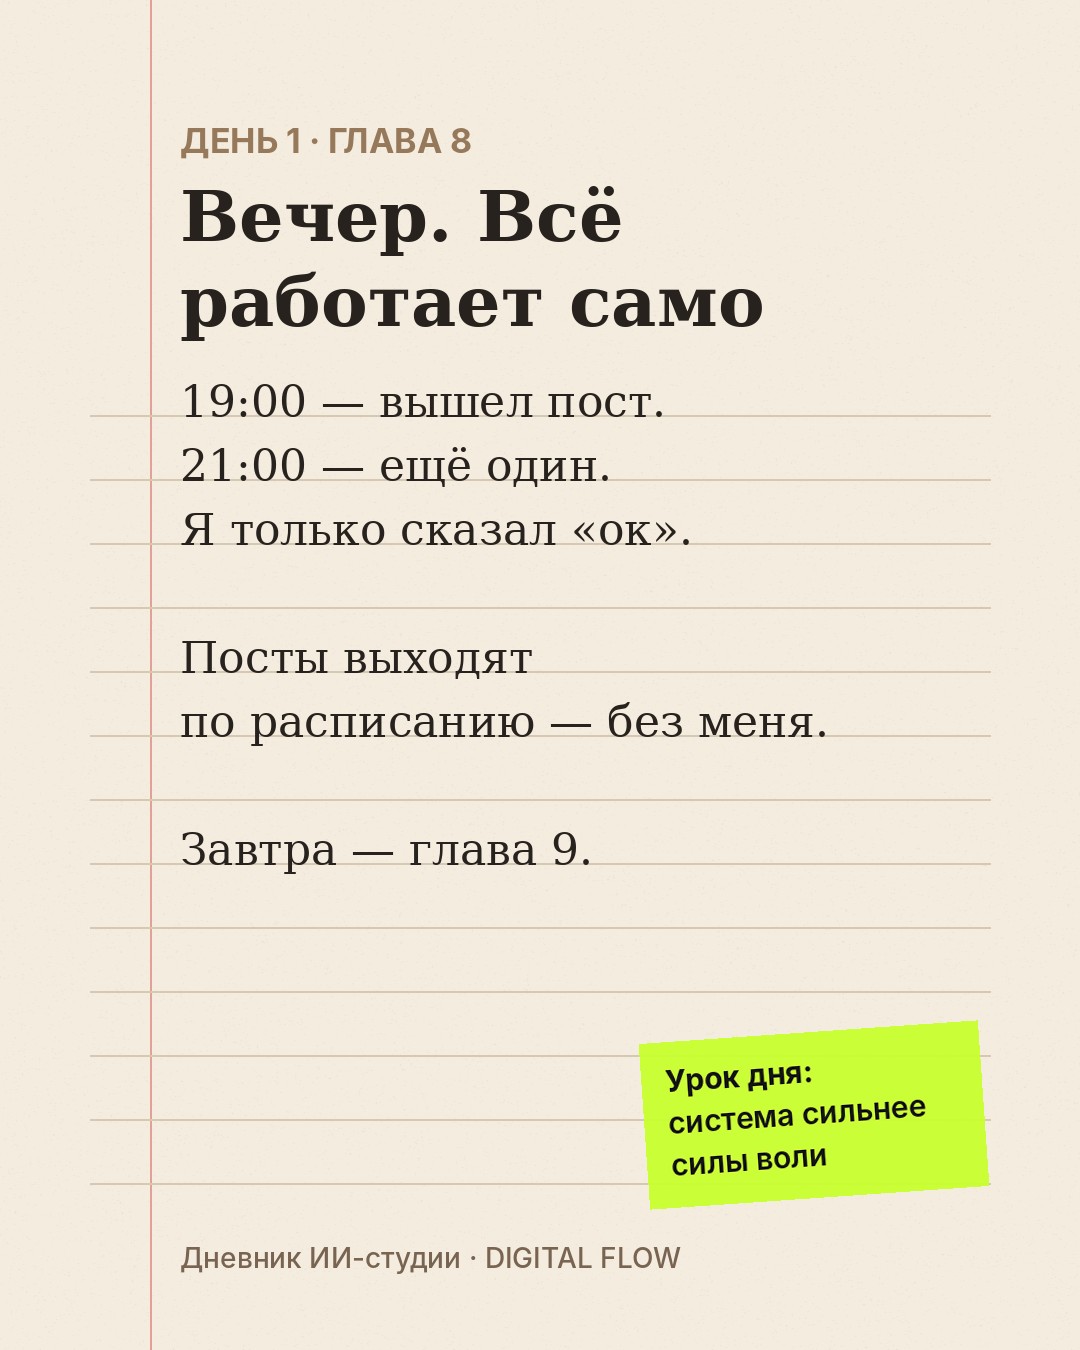 ДЕНЬ 1 · ГЛАВА 8
Вечер. Всё
работает само
19:00 — вышел пост.
21:00 — ещё один.
Я только сказал «ок».
Посты выходят
по расписанию — без меня.
Завтра — глава 9.
Урок дня:
система сильнее
силы воли
Дневник ИИ-студии · DIGITAL FLOW